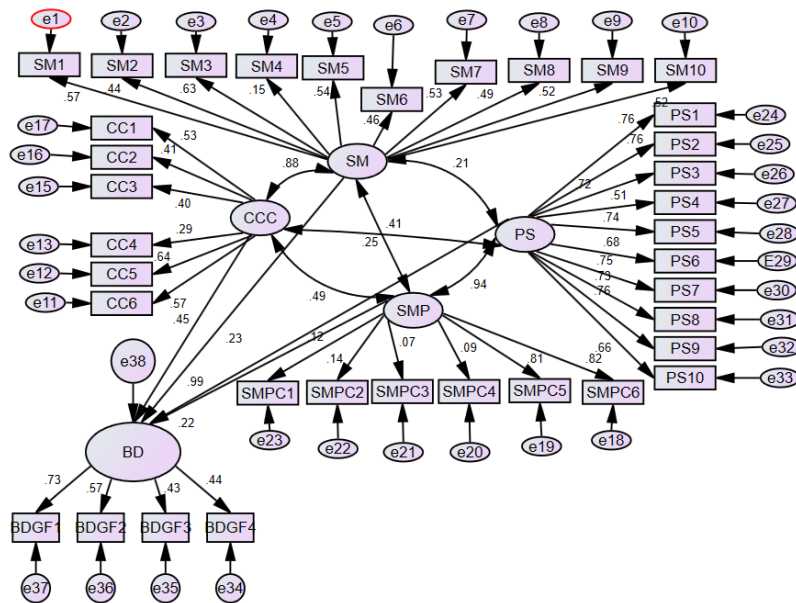 e1 e2 e3 e4 e5 e6 e7 e8 e9 e10
SM1 SM2 SM3 SM4 SM5 SM6 SM7 SM8 SM9 SM10
.57 .44 .63 .15 .54 .46 .53 .49 .52 .52
e17 CC1 .53
e16 CC2 .41
e15 CC3 .40
e13 CC4 .29
e12 CC5 .64
e11 CC6 .57
SM
CCC
PS
SMP
.88 .21
.41
.25
.49 .94
.76 PS1 e24
.76 PS2 e25
.72 PS3 e26
.51 PS4 e27
.74 PS5 e28
.68 PS6 E29
.75 PS7 e30
.73 PS8 e31
.76 PS9 e32
.66 PS10 e33
.45 .23 .99 .22
.12 .14 .07 .09 .81 .82
SMPC1 SMPC2 SMPC3 SMPC4 SMPC5 SMPC6
e23 e22 e21 e20 e19 e18
e38
BD
.73 .57 .43 .44
BDGF1 BDGF2 BDGF3 BDGF4
e37 e36 e35 e34